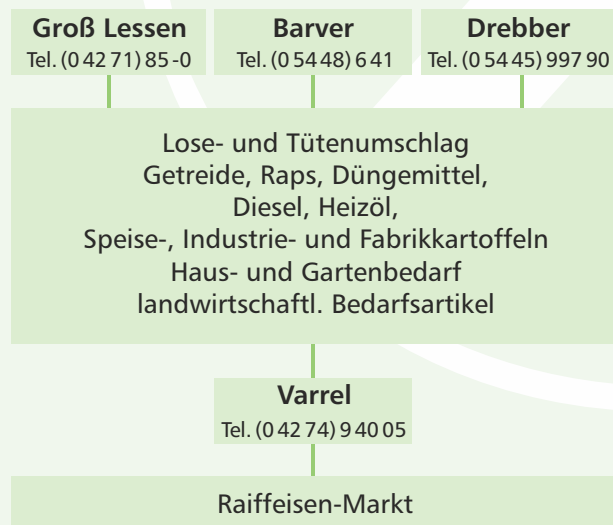 Groß Lessen
Tel. (0 42 71) 85-0
Barver
Tel. (0 54 48) 6 41
Drebber
Tel. (0 54 45) 997 90
Lose- und Tütenumschlag
Getreide, Raps, Düngemittel,
Diesel, Heizöl,
Speise-, Industrie- und Fabrikkartoffeln
Haus- und Gartenbedarf
landwirtschaftl. Bedarfsartikel
Varrel
Tel. (0 42 74) 9 40 05
Raiffeisen-Markt